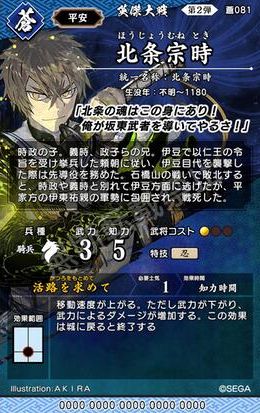 蒼
平安
英傑大戦
第2弾
蒼081
ほうじょうむねとき
北条宗時
統一名称：北条宗時
生没年：不明～1180
「北条の魂はこの身にあり！
俺が坂東武者を導いてやるさ！」
時政の子。義時、政子らの兄。伊豆で以仁王の令
旨を受け挙兵した頼朝に従い、伊豆目代を襲撃し
た際は先導役を務めた。石橋山の戦いで敗北する
と、時政や義時と別れて伊豆方面に逃げたが、平
家方の伊東祐親の軍勢に包囲され、戦死した。
兵種
武力
知力
武将コスト
騎兵
3
5
特技
忍
かつろをもとめて
必要士気
効果時間
活路を求めて
1
知力時間
効果範囲
移動速度が上がる。ただし武力が下がり、
武力によるダメージが増加する。この効果
は城に戻ると終了する
Illustration:AKIRA
©SEGA
0000-0000-0000-0000-0000